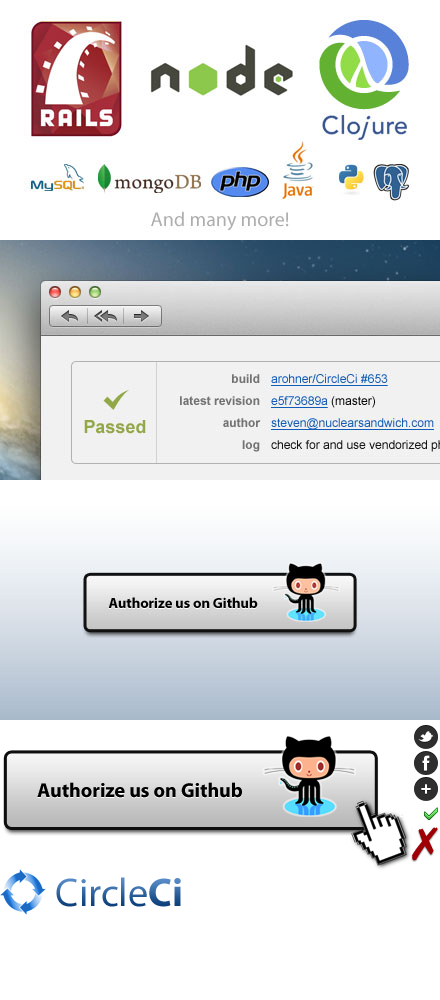 RAILS
node
Clojure
MySQL
mongoDB
php
Java
And many more!
build arohner/CircleCi #653
latest revision e5f73689a (master)
Passed
author steven@nuclearsandwich.com
log check for and use vendorized
Authorize us on Github
Authorize us on Github
f
+
CircleCi